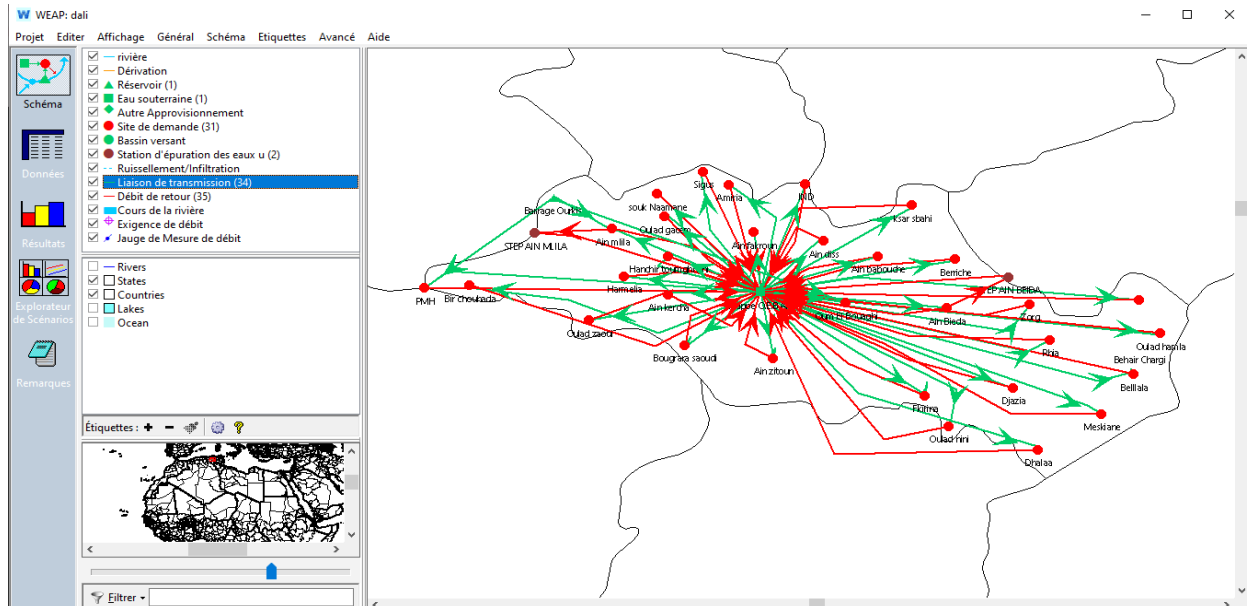 WEAP: dali
Projet Editer Affichage Général Schéma Etiquettes Avancé Aide
Schéma
Données
Résultats
Explorateur
de Scénarios
Remarques
rivière
Dérivation
Réservoir (1)
Eau souterraine (1)
Autre Approvisionnement
Site de demande (31)
Bassin versant
Station d'épuration des eaux u (2)
Ruissellement/Infiltration
Liaison de transmission (34)
Débit de retour (35)
Cours de la rivière
Exigence de débit
Jauge de Mesure de débit
Rivers
States
Countries
Lakes
Ocean
Étiquettes :
Filtrer
Sigus
Amiria
IND
souk Naamane
Barrage Ourkis
Oulad gacem
ksar sbahi
STEP AIN MLILA
Ain mlila
Ain fakroun
Ain diss
Hanchir
Ain babouche
Berriche
Harmelia
STEP AIN BEIBA
PMH
Bir chouhada
Ain kercha
Oum El Bouaghi
Ain Bieda
Zorg
Oulad zaoui
Oulad hamla
Bougrara saoudi
Rhia
Behair Chargi
Ain zitoun
Belllala
Djazia
Fkirina
Meskiane
Oulad hini
Dhalaa